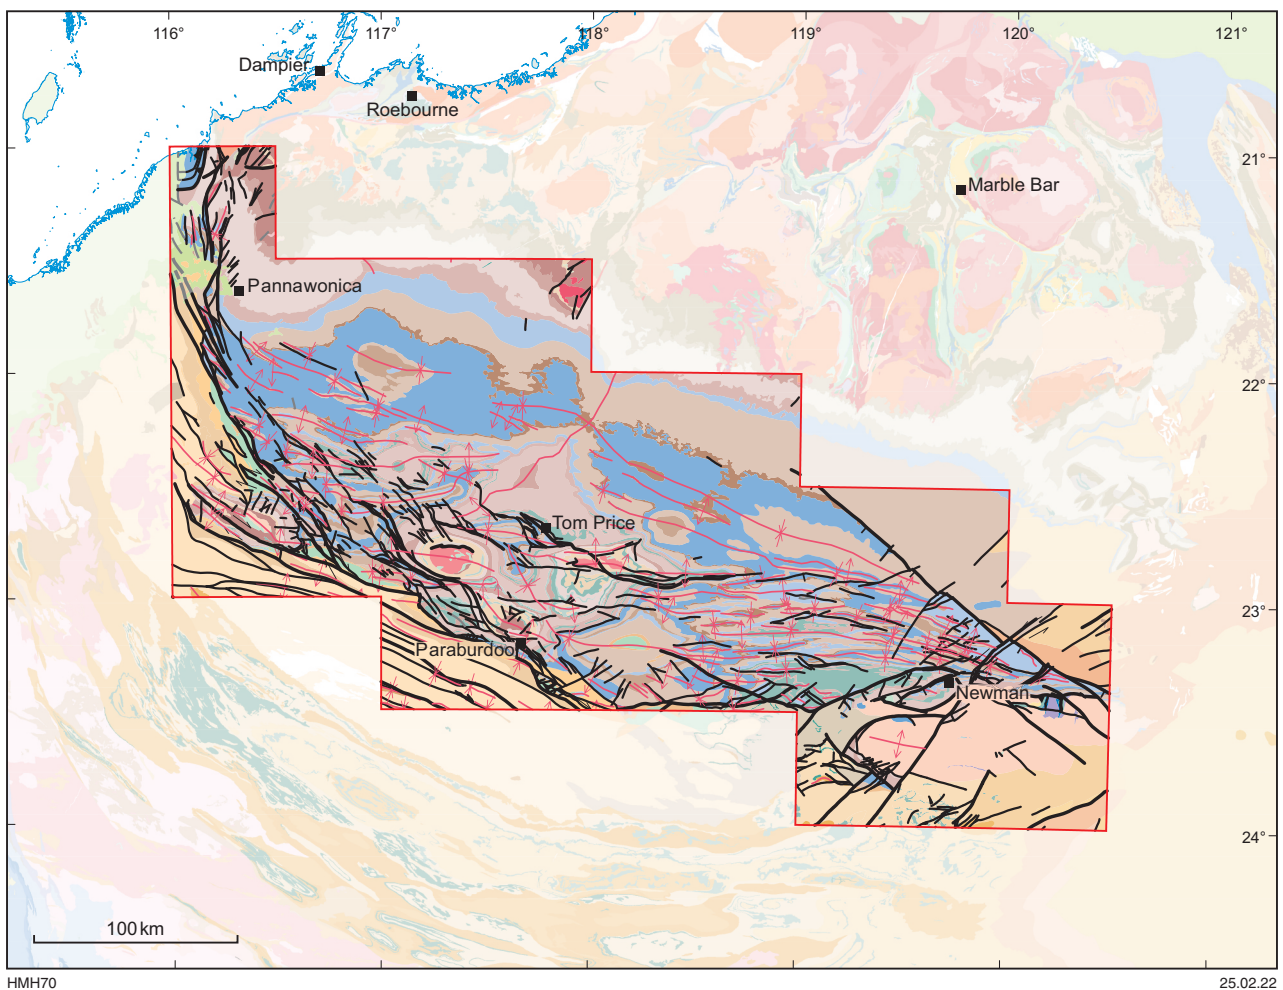 116° 117° 118° 119° 120° 121°
Dampier
Roebourne
21°
Marble Bar
Pannawonica
22°
Tom Price
23°
Paraburdoo
Newman
24°
100 km
HMH70 25.02.22